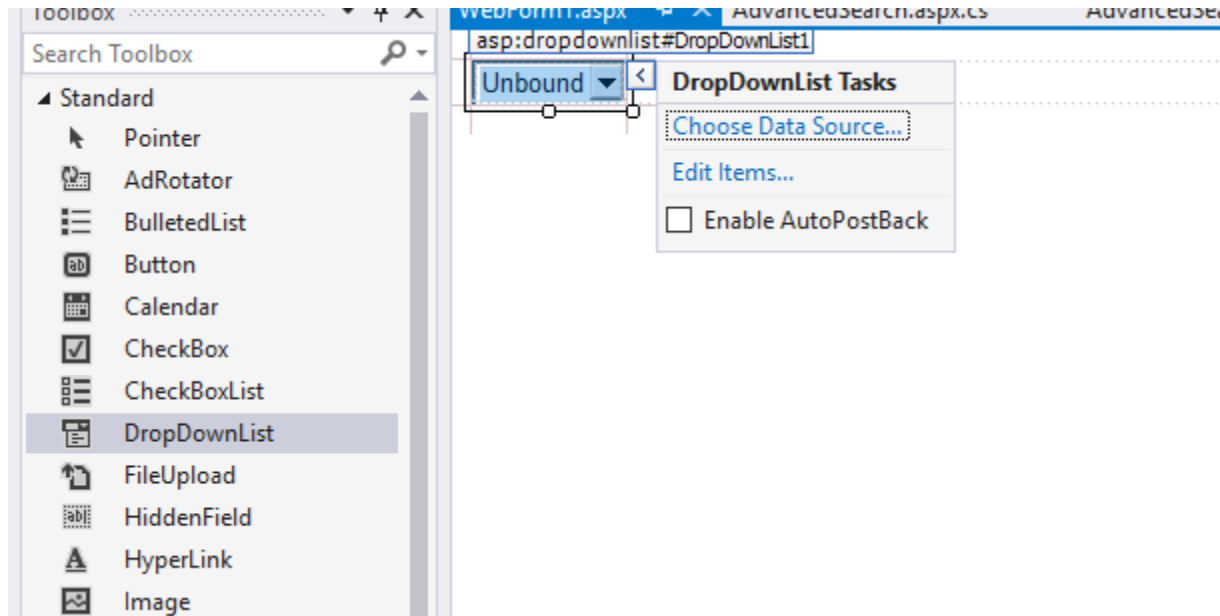 Toolbox
Search Toolbox
Standard
Pointer
AdRotator
BulletedList
Button
Calendar
CheckBox
CheckBoxList
DropDownList
FileUpload
HiddenField
HyperLink
Image
WebForm1.aspx
AdvancedSearch.aspx.cs
AdvancedSea
asp:dropdownlist#DropDownList1
Unbound
DropDownList Tasks
Choose Data Source...
Edit Items...
Enable AutoPostBack